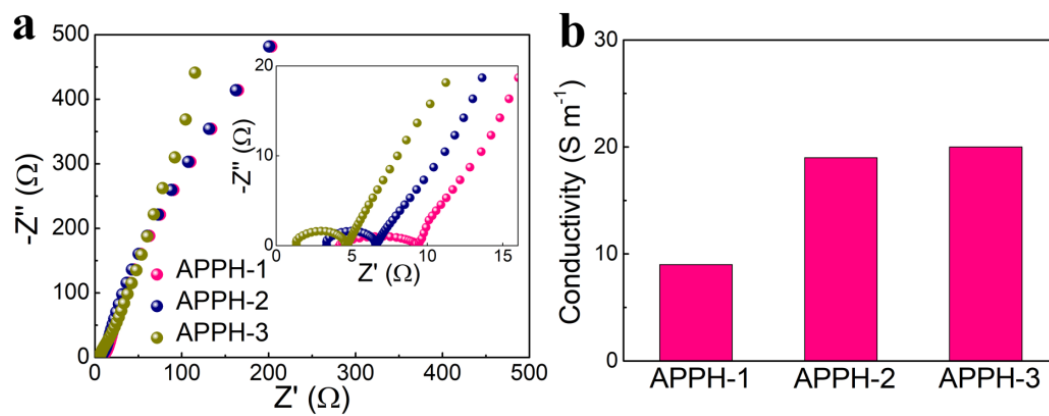 a
500
400
300
200
100
0
-Z'' (Ω)
0 100 200 300 400 500
Z' (Ω)
APPH-1
APPH-2
APPH-3
20
10
0
-Z'' (Ω)
0 5 10 15
Z' (Ω)
b
30
20
10
0
Conductivity (S m⁻¹)
APPH-1 APPH-2 APPH-3